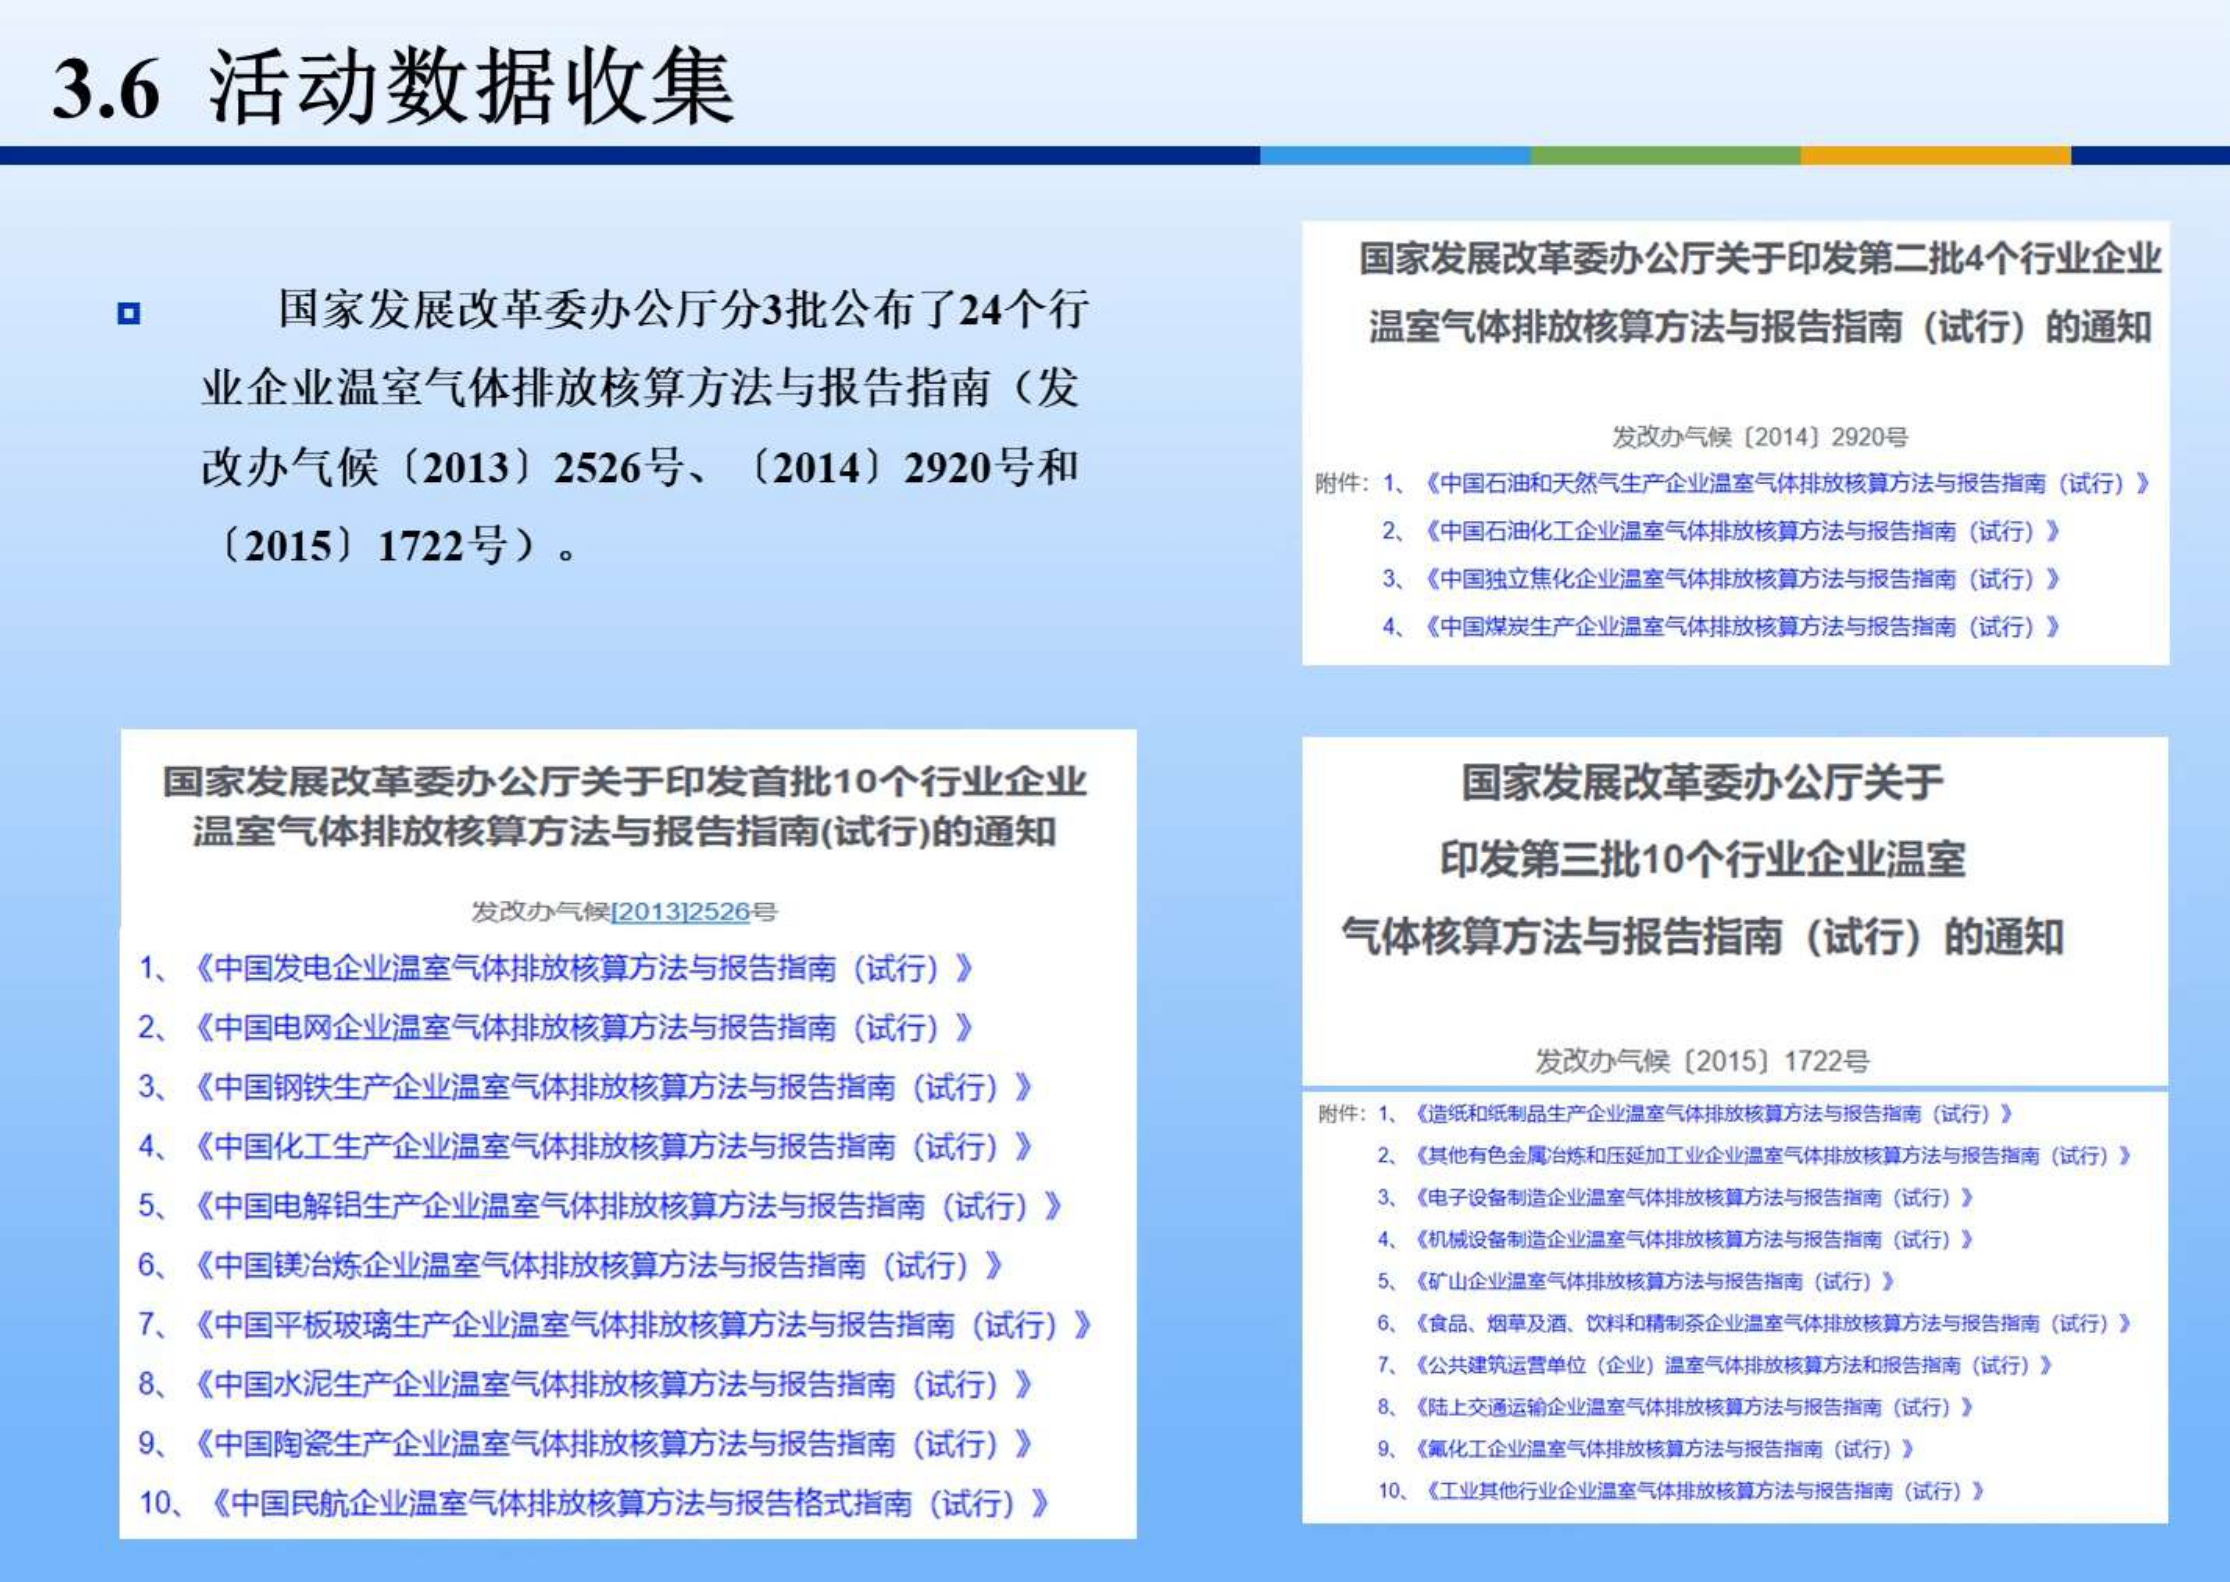 3.6 活动数据收集
国家发展改革委办公厅分3批公布了24个行
业企业温室气体排放核算方法与报告指南（发
改办气候〔2013〕2526号、〔2014〕2920号和
〔2015〕1722号）。
国家发展改革委办公厅关于印发第二批4个行业企业
温室气体排放核算方法与报告指南（试行）的通知
发改办气候〔2014〕2920号
附件：1、《中国石油和天然气生产企业温室气体排放核算方法与报告指南（试行）》
2、《中国石油化工企业温室气体排放核算方法与报告指南（试行）》
3、《中国独立焦化企业温室气体排放核算方法与报告指南（试行）》
4、《中国煤炭生产企业温室气体排放核算方法与报告指南（试行）》
国家发展改革委办公厅关于印发首批10个行业企业
温室气体排放核算方法与报告指南(试行)的通知
发改办气候[2013]2526号
1、《中国发电企业温室气体排放核算方法与报告指南（试行）》
2、《中国电网企业温室气体排放核算方法与报告指南（试行）》
3、《中国钢铁生产企业温室气体排放核算方法与报告指南（试行）》
4、《中国化工生产企业温室气体排放核算方法与报告指南（试行）》
5、《中国电解铝生产企业温室气体排放核算方法与报告指南（试行）》
6、《中国镁冶炼企业温室气体排放核算方法与报告指南（试行）》
7、《中国平板玻璃生产企业温室气体排放核算方法与报告指南（试行）》
8、《中国水泥生产企业温室气体排放核算方法与报告指南（试行）》
9、《中国陶瓷生产企业温室气体排放核算方法与报告指南（试行）》
10、《中国民航企业温室气体排放核算方法与报告格式指南（试行）》
国家发展改革委办公厅关于
印发第三批10个行业企业温室
气体核算方法与报告指南（试行）的通知
发改办气候〔2015〕1722号
附件：1、《造纸和纸制品生产企业温室气体排放核算方法与报告指南（试行）》
2、《其他有色金属冶炼和压延加工业企业温室气体排放核算方法与报告指南（试行）》
3、《电子设备制造企业温室气体排放核算方法与报告指南（试行）》
4、《机械设备制造企业温室气体排放核算方法与报告指南（试行）》
5、《矿山企业温室气体排放核算方法与报告指南（试行）》
6、《食品、烟草及酒、饮料和精制茶企业温室气体排放核算方法与报告指南（试行）》
7、《公共建筑运营单位（企业）温室气体排放核算方法和报告指南（试行）》
8、《陆上交通运输企业温室气体排放核算方法与报告指南（试行）》
9、《氟化工企业温室气体排放核算方法与报告指南（试行）》
10、《工业其他行业企业温室气体排放核算方法与报告指南（试行）》